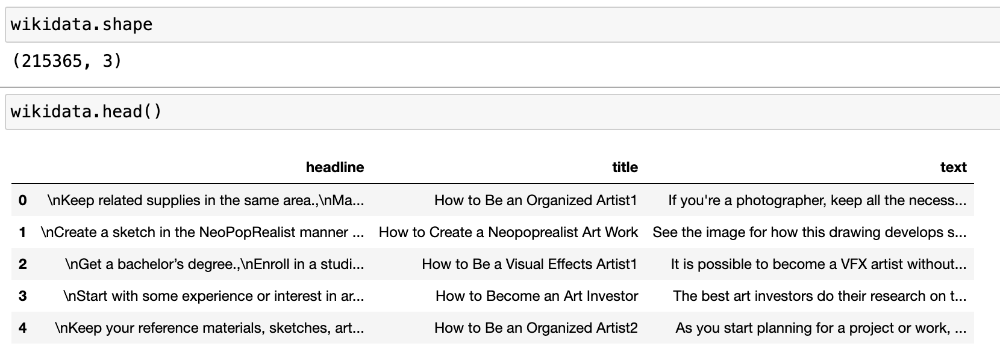 wikidata.shape
(215365, 3)
wikidata.head()
headline title text
0 \nKeep related supplies in the same area.,\nMa... How to Be an Organized Artist1 If you're a photographer, keep all the necess...
1 \nCreate a sketch in the NeoPopRealist manner ... How to Create a Neopoprealist Art Work See the image for how this drawing develops s...
2 \nGet a bachelor’s degree.,\nEnroll in a studi... How to Be a Visual Effects Artist1 It is possible to become a VFX artist without...
3 \nStart with some experience or interest in ar... How to Become an Art Investor The best art investors do their research on t...
4 \nKeep your reference materials, sketches, art... How to Be an Organized Artist2 As you start planning for a project or work, ...